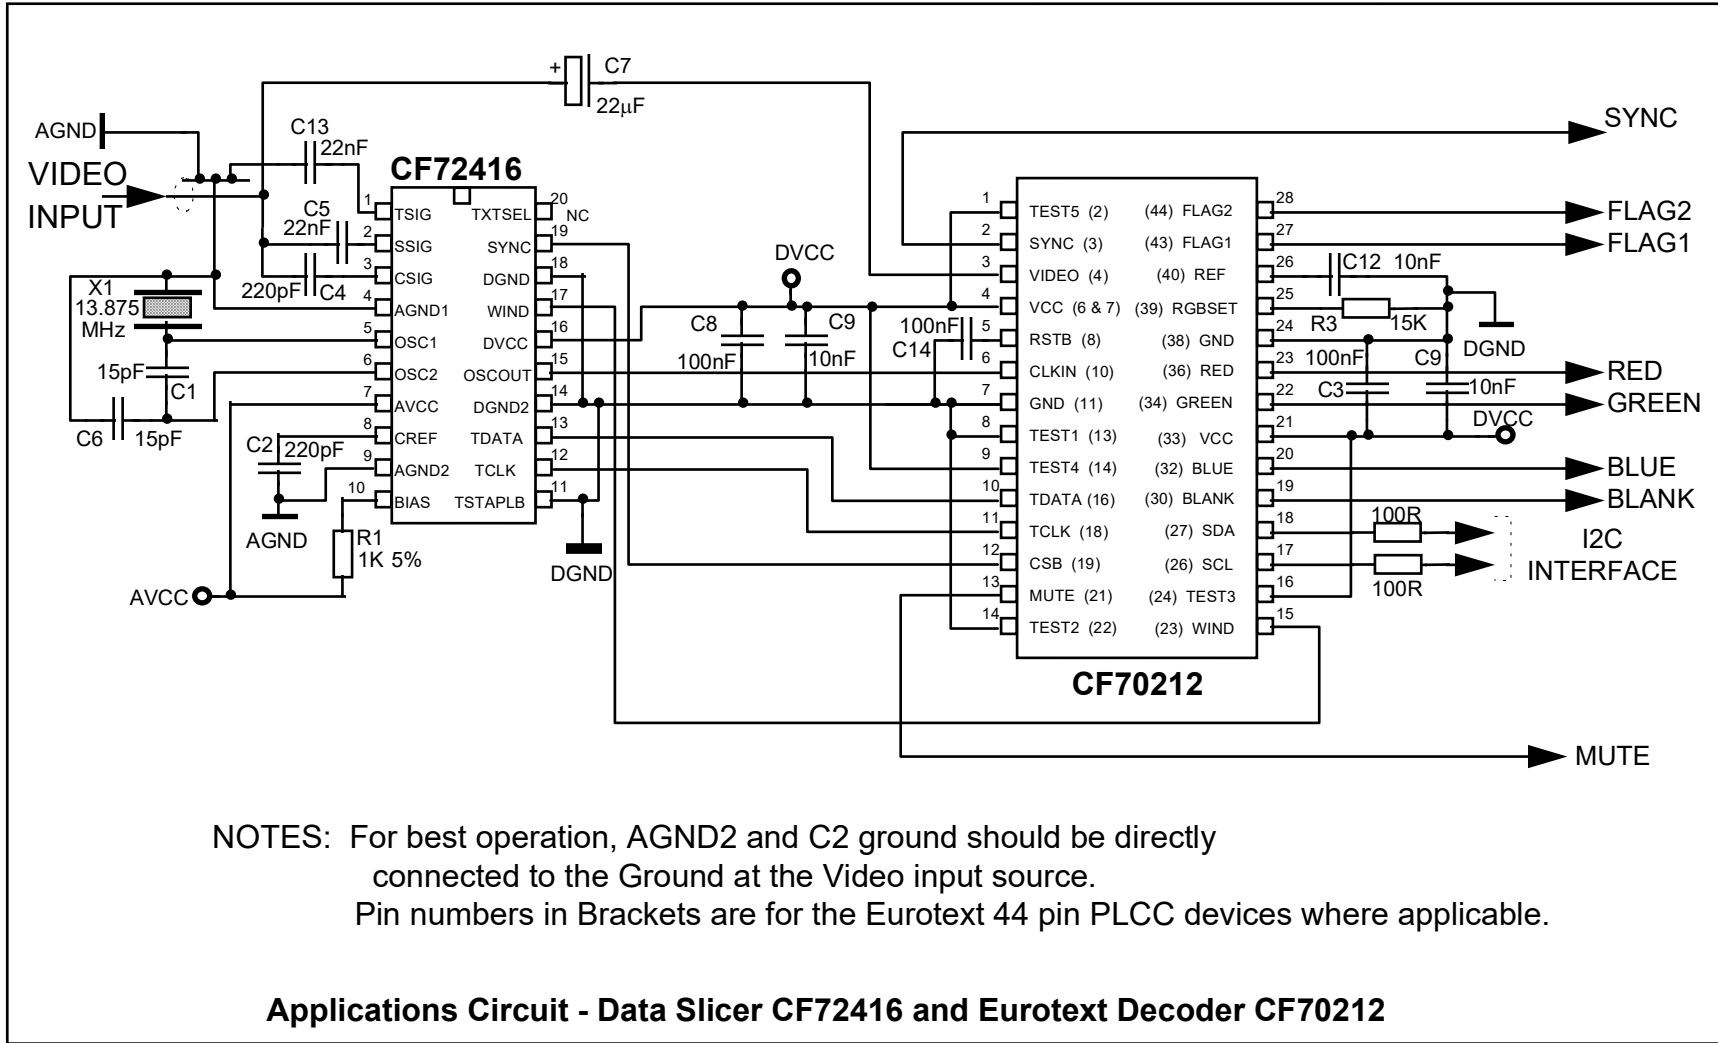 C7
+
22μF
SYNC
AGND
C13
22nF
CF72416
VIDEO
INPUT
C5
22nF
220pF C4
X1
13.875
MHz
15pF
C1
C6 15pF
C2 220pF
AGND
R1
1K 5%
AVCC
1 TSIG
2 SSIG
3 CSIG
4 AGND1
5 OSC1
6 OSC2
7 AVCC
8 CREF
9 AGND2
10 BIAS
TXTSEL 20 NC
SYNC 19
DGND 18
WIND 17
DVCC 16
OSCOUT 15
DGND2 14
TDATA 13
TCLK 12
TSTAPLB 11
DGND
DVCC
C8
100nF
C9
10nF
100nF
C14
1 TEST5 (2)
2 SYNC (3)
3 VIDEO (4)
4 VCC (6 & 7)
5 RSTB (8)
6 CLKIN (10)
7 GND (11)
8 TEST1 (13)
9 TEST4 (14)
10 TDATA (16)
11 TCLK (18)
12 CSB (19)
13 MUTE (21)
14 TEST2 (22)
(44) FLAG2 28
(43) FLAG1 27
(40) REF 26
(39) RGBSET 25
(38) GND 24
(36) RED 23
(34) GREEN 22
(33) VCC 21
(32) BLUE 20
(30) BLANK 19
(27) SDA 18
(26) SCL 17
(24) TEST3 16
(23) WIND 15
CF70212
FLAG2
FLAG1
C12 10nF
R3 15K
DGND
100nF
C3
C9
10nF
DVCC
RED
GREEN
BLUE
BLANK
100R
100R
I2C
INTERFACE
MUTE
NOTES: For best operation, AGND2 and C2 ground should be directly
connected to the Ground at the Video input source.
Pin numbers in Brackets are for the Eurotext 44 pin PLCC devices where applicable.
Applications Circuit - Data Slicer CF72416 and Eurotext Decoder CF70212